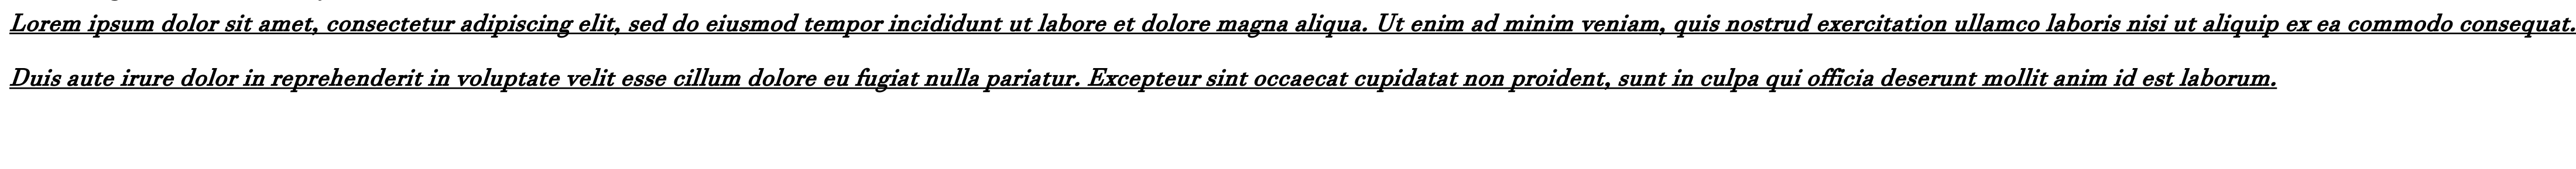 Lorem ipsum dolor sit amet, consectetur adipiscing elit, sed do eiusmod tempor incididunt ut labore et dolore magna aliqua. Ut enim ad minim veniam, quis nostrud exercitation ullamco laboris nisi ut aliquip ex ea commodo consequat.
Duis aute irure dolor in reprehenderit in voluptate velit esse cillum dolore eu fugiat nulla pariatur. Excepteur sint occaecat cupidatat non proident, sunt in culpa qui officia deserunt mollit anim id est laborum.